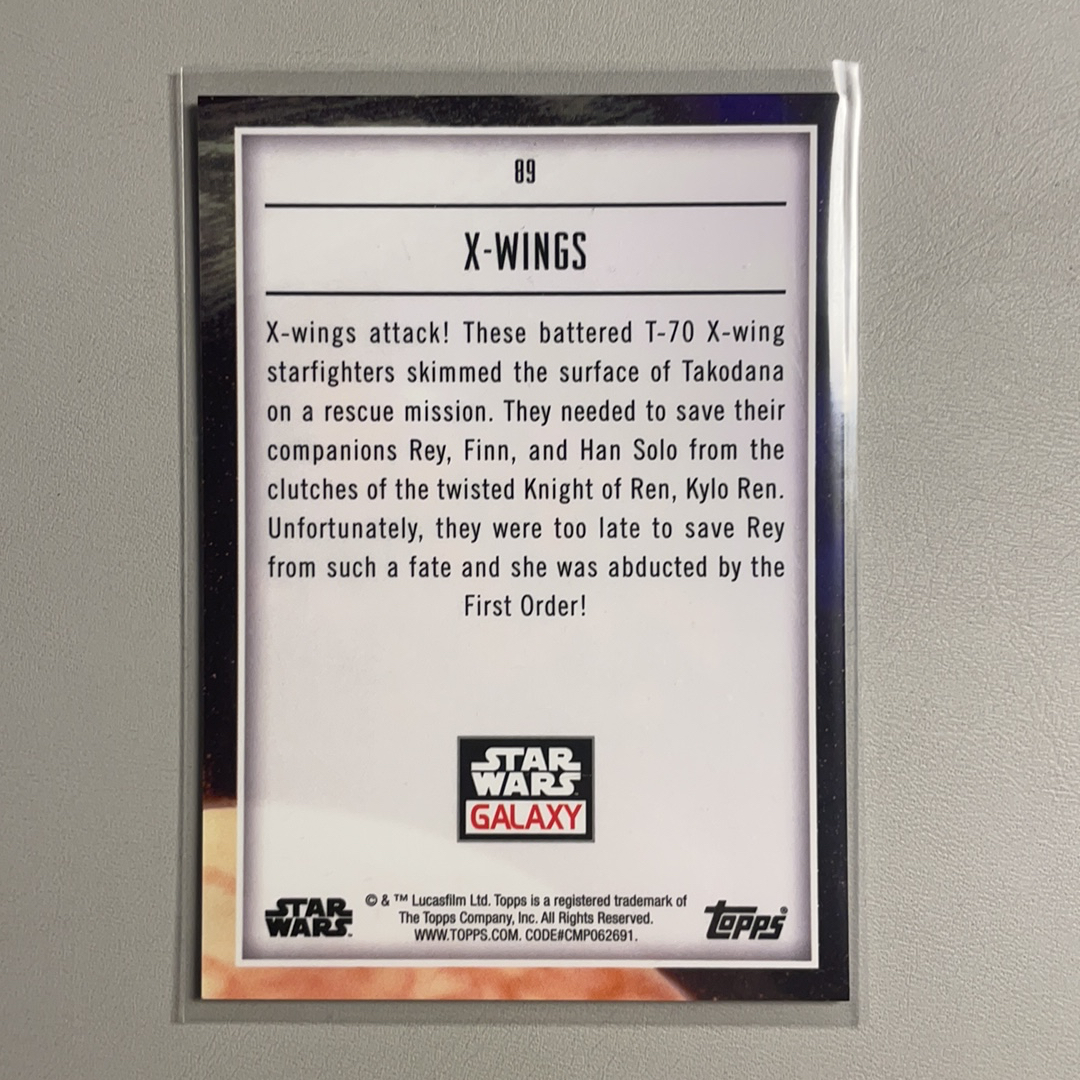 89
X-WINGS
X-wings attack! These battered T-70 X-wing
starfighters skimmed the surface of Takodana
on a rescue mission. They needed to save their
companions Rey, Finn, and Han Solo from the
clutches of the twisted Knight of Ren, Kylo Ren.
Unfortunately, they were too late to save Rey
from such a fate and she was abducted by the
First Order!
STAR
WARS
GALAXY
STAR
WARS
© & ™ Lucasfilm Ltd. Topps is a registered trademark of
The Topps Company, Inc. All Rights Reserved.
WWW.TOPPS.COM. CODE#CMP062691.
Topps®